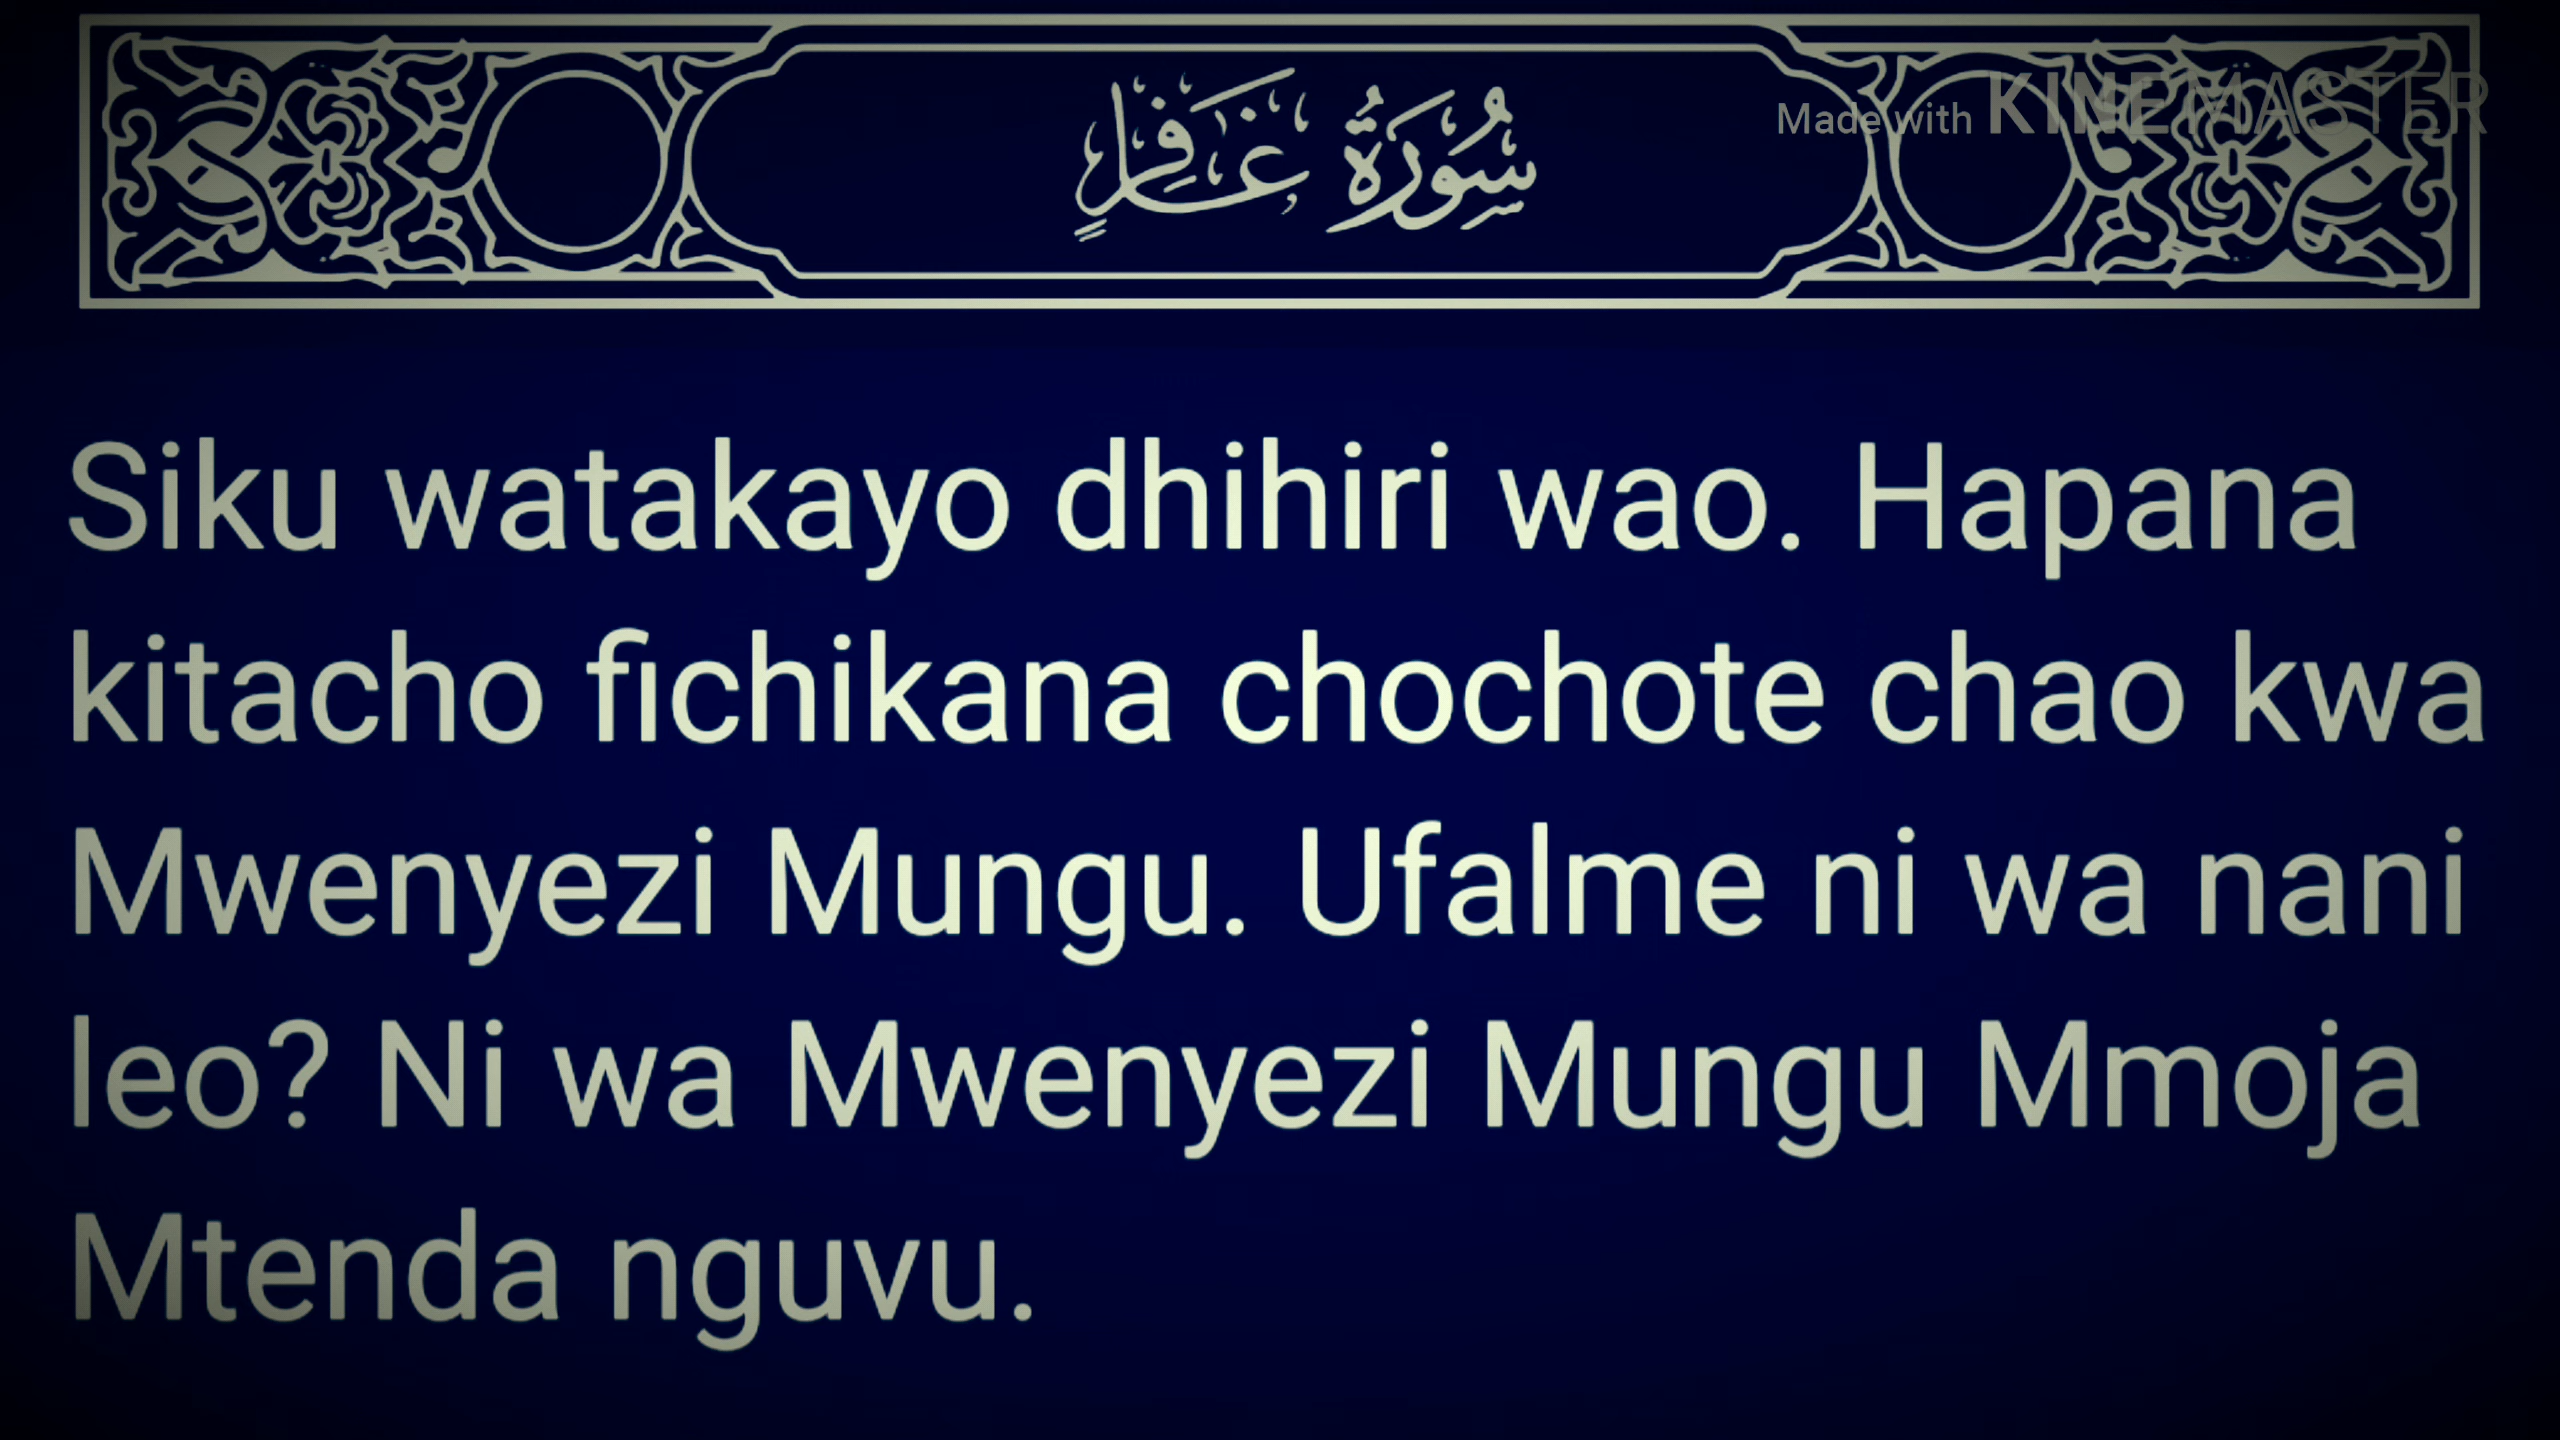 سُورَةُ غَافِرٍ
Made with KINEMASTER
Siku watakayo dhihiri wao. Hapana
kitacho fichikana chochote chao kwa
Mwenyezi Mungu. Ufalme ni wa nani
leo? Ni wa Mwenyezi Mungu Mmoja
Mtenda nguvu.